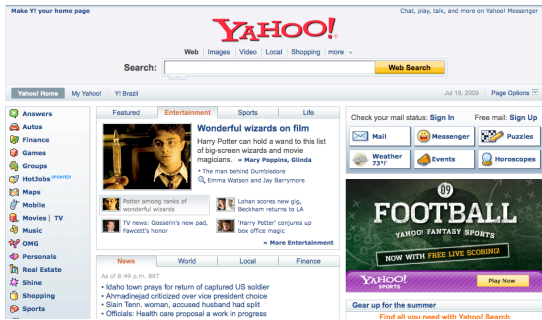 Make Y! your home page
Chat, play, talk, and more on Yahoo! Messenger
YAHOO!
Web | Images | Video | Local | Shopping | more
Search:
Web Search
Yahoo! Home My Yahoo! Y! Brazil
Jul 19, 2009 Page Options
Answers
Autos
Finance
Games
Groups
HotJobs UPDATED!
Maps
Mobile
Movies | TV
Music
OMG
Personals
Real Estate
Shine
Shopping
Sports
Featured Entertainment Sports Life
Wonderful wizards on film
Harry Potter can hold a wand to this list
of big-screen wizards and movie
magicians. » Mary Poppins, Glinda
• The man behind Dumbledore
Emma Watson and Jay Barrymore
Potter among ranks of
wonderful wizards
Lohan scores new gig,
Beckham returns to LA
TV news: Gosselin's new pad,
Fawcett's honor
'Harry Potter' conjures up
box office magic
» More Entertainment
News World Local Finance
As of 8:49 p.m. BRT
• Idaho town prays for return of captured US soldier
• Ahmadinejad criticized over vice president choice
• Slain Tenn. woman, accused husband had split
• Officials: Health care proposal a work in progress
Check your mail status: Sign In Free mail: Sign Up
Mail
Messenger
Puzzles
Weather
73°F
Events
Horoscopes
09
FOOTBALL
YAHOO! FANTASY SPORTS
NOW WITH FREE LIVE SCORING!
YAHOO!
SPORTS
Play Now
Gear up for the summer
Find all you need with Yahoo! Search